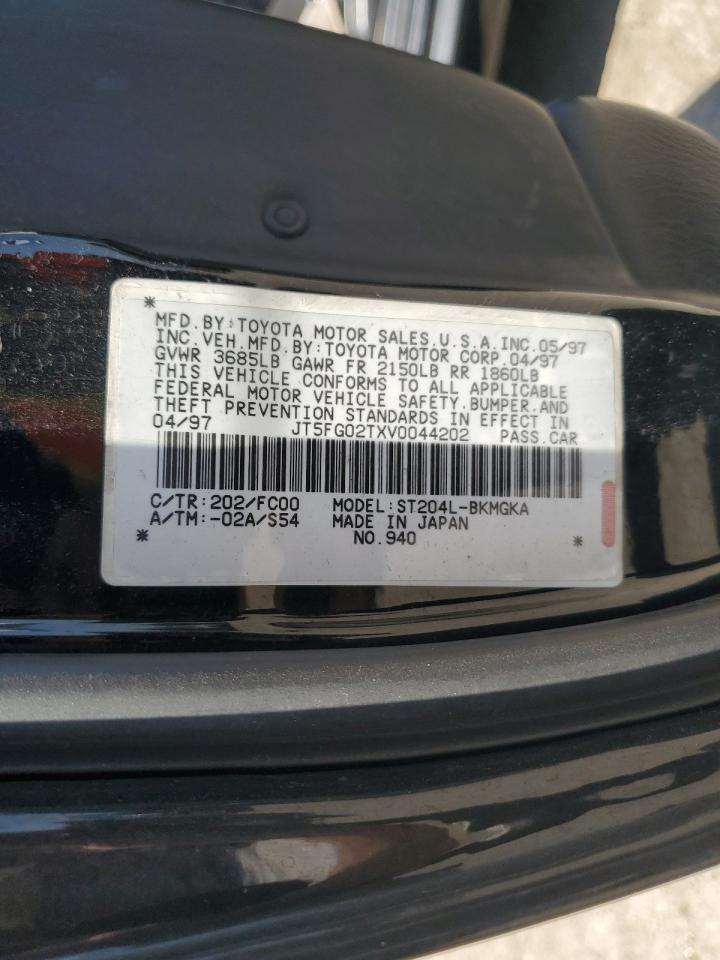 *
MFD.BY:TOYOTA MOTOR SALES.U.S.A.INC.05/97
INC.VEH.MFD.BY:TOYOTA MOTOR CORP.04/97
GVWR 3685LB GAWR FR 2150LB RR 1860LB
THIS VEHICLE CONFORMS TO ALL APPLICABLE
FEDERAL MOTOR VEHICLE SAFETY.BUMPER.AND
THEFT PREVENTION STANDARDS IN EFFECT IN
04/97 JT5FG02TXV0044202 PASS.CAR
C/TR:202/FC00 MODEL:ST204L-BKMGKA
A/TM:-02A/S54 MADE IN JAPAN
* NO.940 *